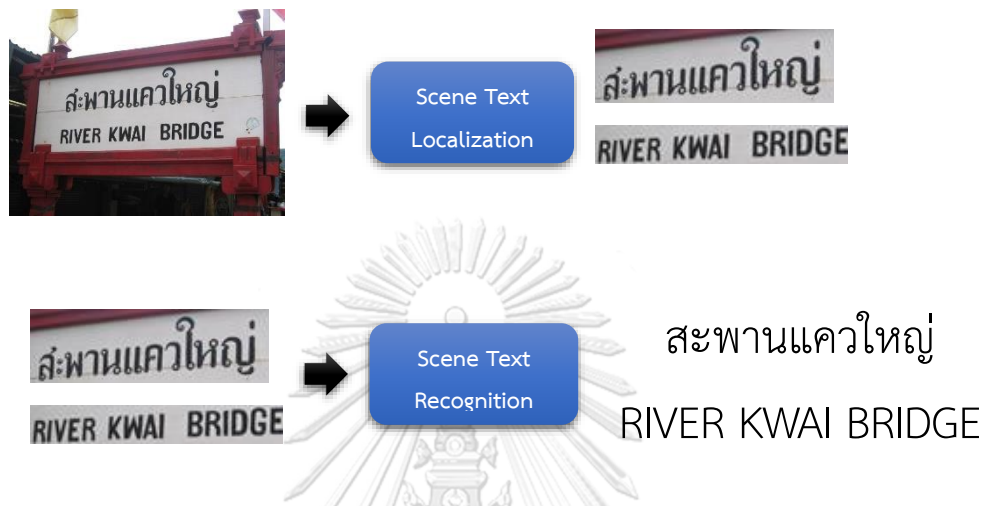 สะพานแควใหญ่
RIVER KWAI BRIDGE
Scene Text
Localization
สะพานแควใหญ่
RIVER KWAI BRIDGE
สะพานแควใหญ่
RIVER KWAI BRIDGE
Scene Text
Recognition
สะพานแควใหญ่
RIVER KWAI BRIDGE